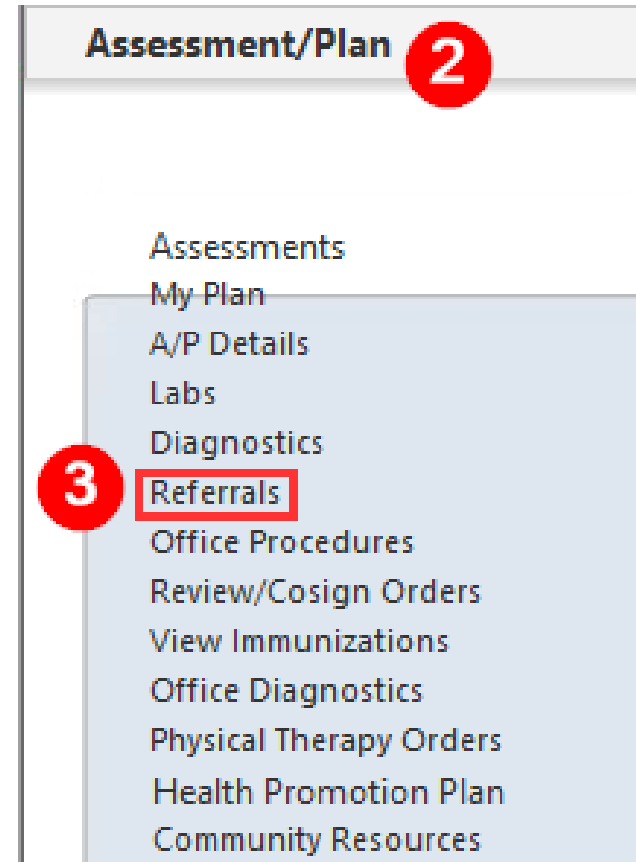 Assessment/Plan 2
Assessments
My Plan
A/P Details
Labs
Diagnostics
3 Referrals
Office Procedures
Review/Cosign Orders
View Immunizations
Office Diagnostics
Physical Therapy Orders
Health Promotion Plan
Community Resources